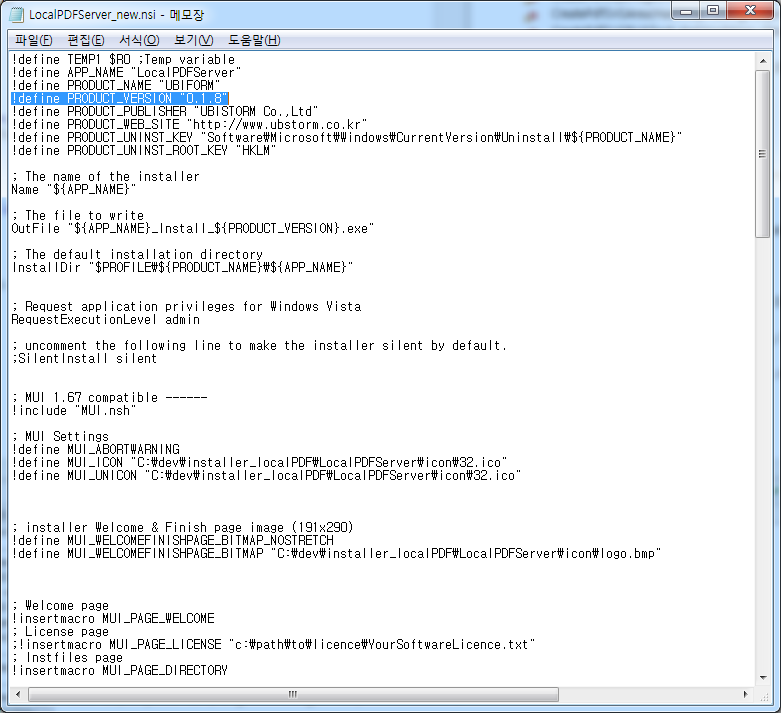 LocalPDFServer_new.nsi - 메모장
파일(F) 편집(E) 서식(O) 보기(V) 도움말(H)
!define TEMP1 $R0 ;Temp variable
!define APP_NAME "LocalPDFServer"
!define PRODUCT_NAME "UBIFORM"
!define PRODUCT_VERSION "0.1.8"
!define PRODUCT_PUBLISHER "UBISTORM Co.,Ltd"
!define PRODUCT_WEB_SITE "http://www.ubstorm.co.kr"
!define PRODUCT_UNINST_KEY "Software₩Microsoft₩Windows₩CurrentVersion₩Uninstall₩${PRODUCT_NAME}"
!define PRODUCT_UNINST_ROOT_KEY "HKLM"
; The name of the installer
Name "${APP_NAME}"
; The file to write
OutFile "${APP_NAME}_Install_${PRODUCT_VERSION}.exe"
; The default installation directory
InstallDir "$PROFILE₩${PRODUCT_NAME}₩${APP_NAME}"
; Request application privileges for Windows Vista
RequestExecutionLevel admin
; uncomment the following line to make the installer silent by default.
;SilentInstall silent
; MUI 1.67 compatible ------
!include "MUI.nsh"
; MUI Settings
!define MUI_ABORTWARNING
!define MUI_ICON "C:₩dev₩installer_localPDF₩LocalPDFServer₩icon₩32.ico"
!define MUI_UNICON "C:₩dev₩installer_localPDF₩LocalPDFServer₩icon₩32.ico"
; installer Welcome & Finish page image (191x290)
!define MUI_WELCOMEFINISHPAGE_BITMAP_NOSTRETCH
!define MUI_WELCOMEFINISHPAGE_BITMAP "C:₩dev₩installer_localPDF₩LocalPDFServer₩icon₩logo.bmp"
; Welcome page
!insertmacro MUI_PAGE_WELCOME
; License page
;!insertmacro MUI_PAGE_LICENSE "c:₩path₩to₩licence₩YourSoftwareLicence.txt"
; Instfiles page
!insertmacro MUI_PAGE_DIRECTORY